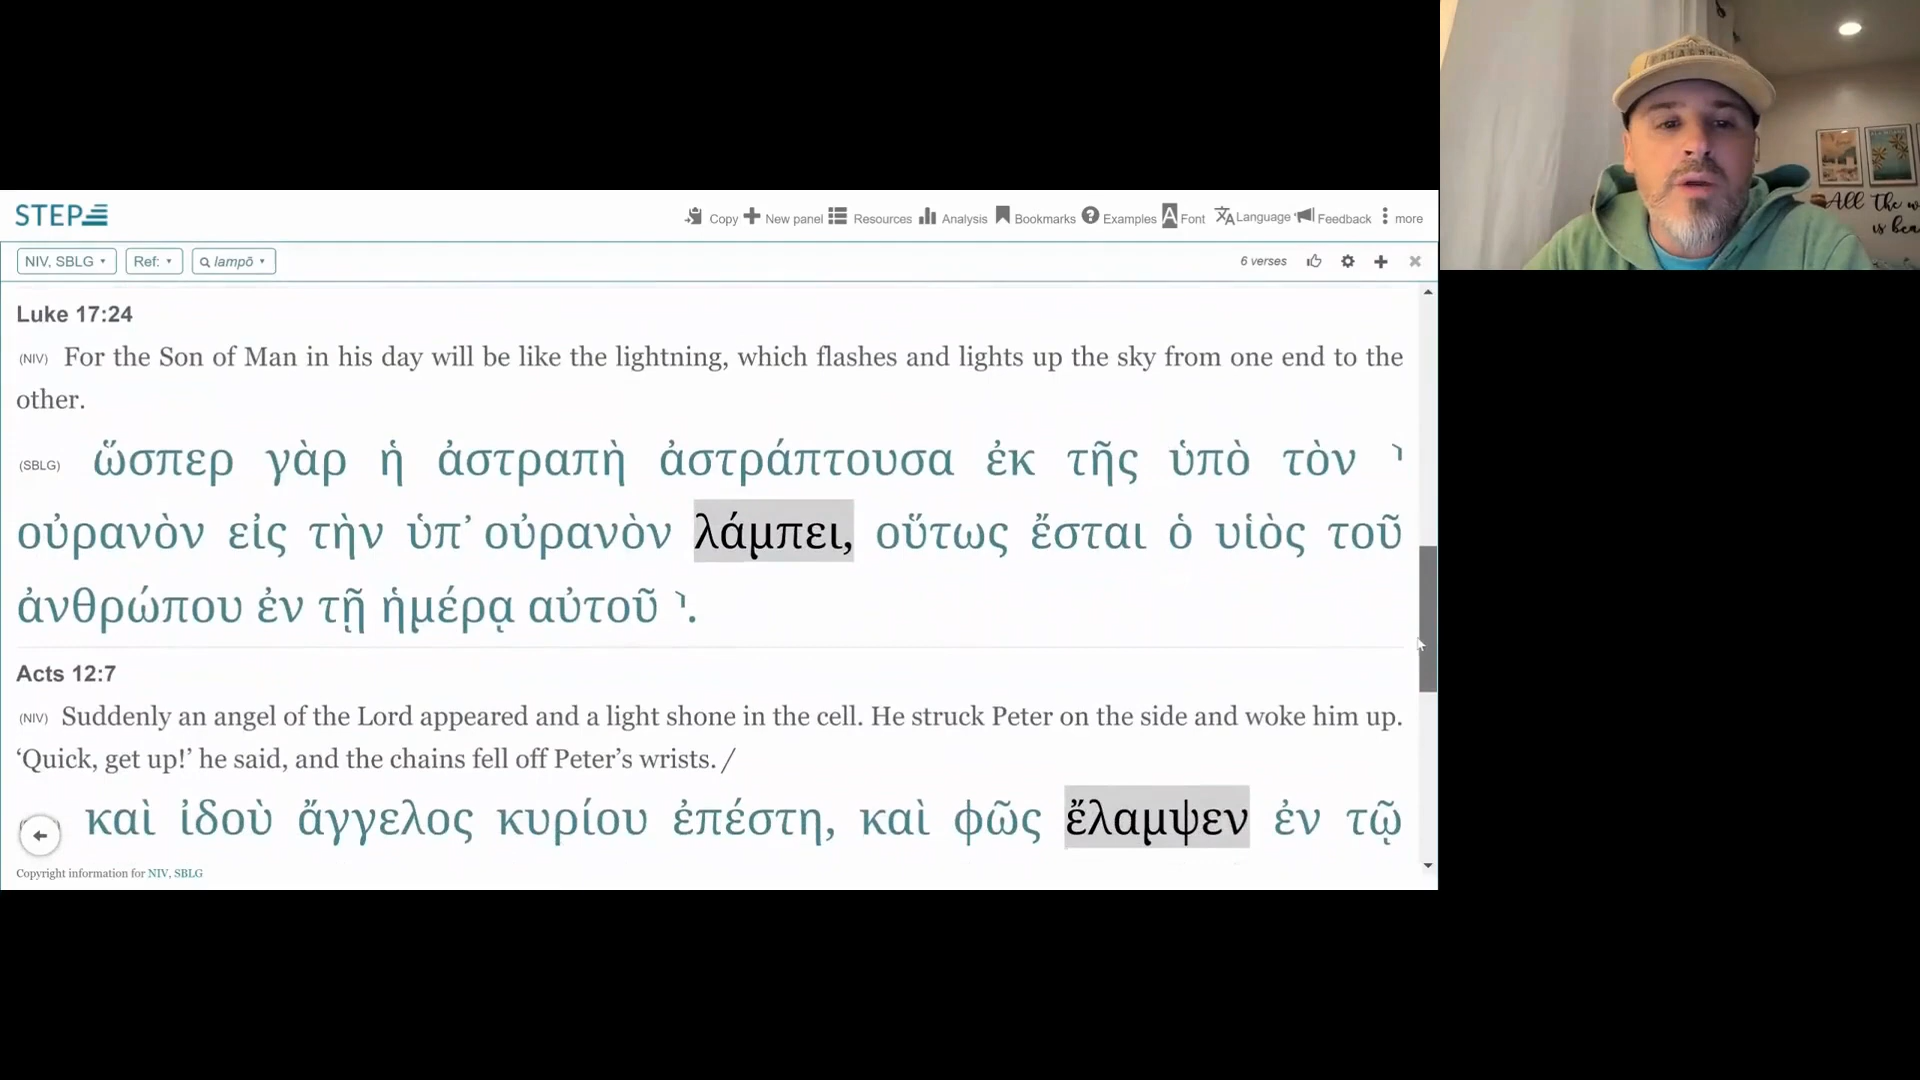 STEP
Copy New panel Resources Analysis Bookmarks Examples A Font Language Feedback more
NIV, SBLG Ref: lampō 6 verses
Luke 17:24
(NIV) For the Son of Man in his day will be like the lightning, which flashes and lights up the sky from one end to the
other.
(SBLG) ὥσπερ γὰρ ἡ ἀστραπὴ ἀστράπτουσα ἐκ τῆς ὑπὸ τὸν ⸃
οὐρανὸν εἰς τὴν ὑπ’ οὐρανὸν λάμπει, οὕτως ἔσται ὁ υἱὸς τοῦ
ἀνθρώπου ἐν τῇ ἡμέρᾳ αὐτοῦ ⸃.
Acts 12:7
(NIV) Suddenly an angel of the Lord appeared and a light shone in the cell. He struck Peter on the side and woke him up.
‘Quick, get up!’ he said, and the chains fell off Peter’s wrists. /
καὶ ἰδοὺ ἄγγελος κυρίου ἐπέστη, καὶ φῶς ἔλαμψεν ἐν τῷ
Copyright information for NIV, SBLG
All the w
is bea